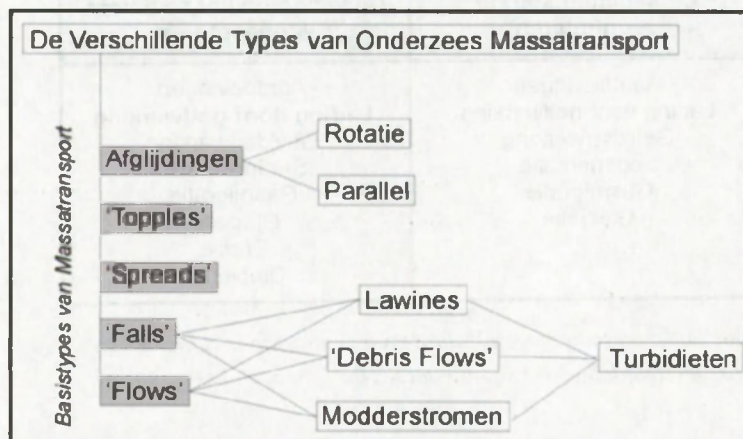 De Verschillende Types van Onderzees Massatransport
Basistypes van Massatransport
Afglijdingen
Rotatie
Parallel
'Topples'
'Spreads'
'Falls'
'Flows'
Lawines
'Debris Flows'
Modderstromen
Turbidieten